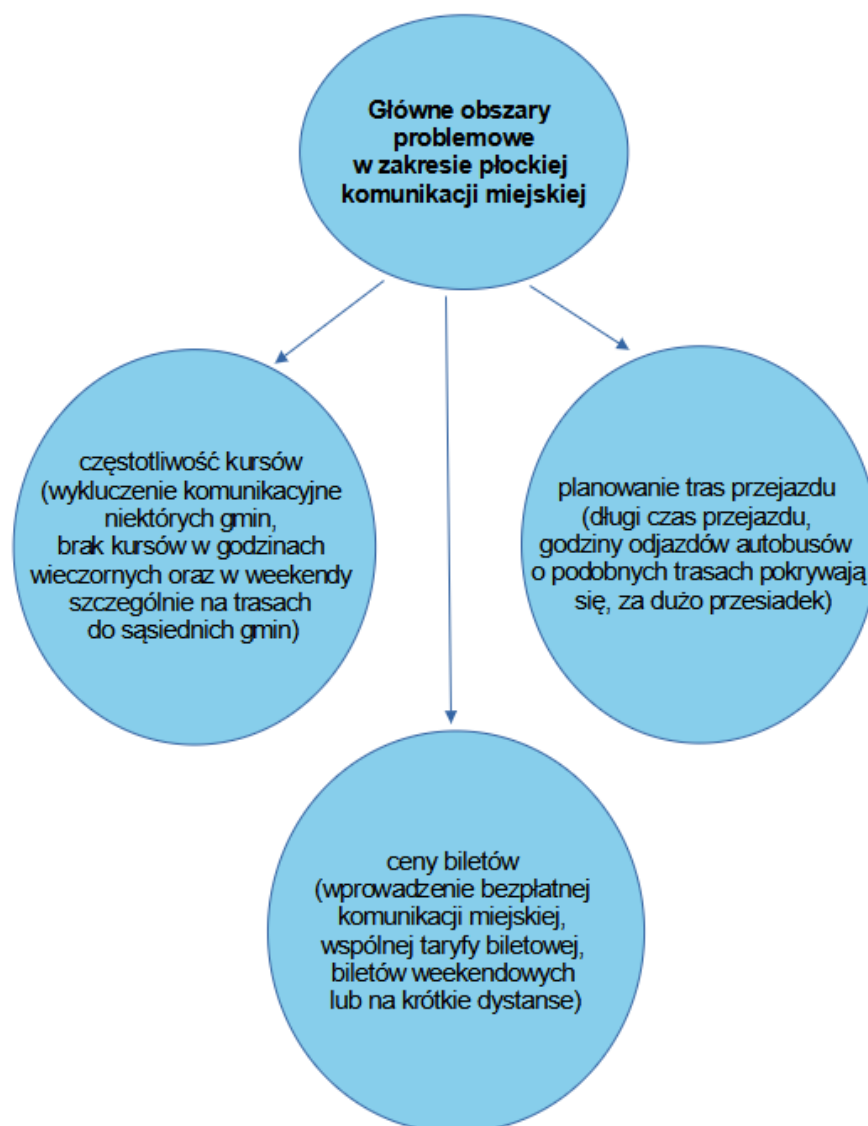 Główne obszary
problemowe
w zakresie płockiej
komunikacji miejskiej
częstotliwość kursów
(wykluczenie komunikacyjne
niektórych gmin,
brak kursów w godzinach
wieczornych oraz w weekendy
szczególnie na trasach
do sąsiednich gmin)
planowanie tras przejazdu
(długi czas przejazdu,
godziny odjazdów autobusów
o podobnych trasach pokrywają
się, za dużo przesiadek)
ceny biletów
(wprowadzenie bezpłatnej
komunikacji miejskiej,
wspólnej taryfy biletowej,
biletów weekendowych
lub na krótkie dystanse)